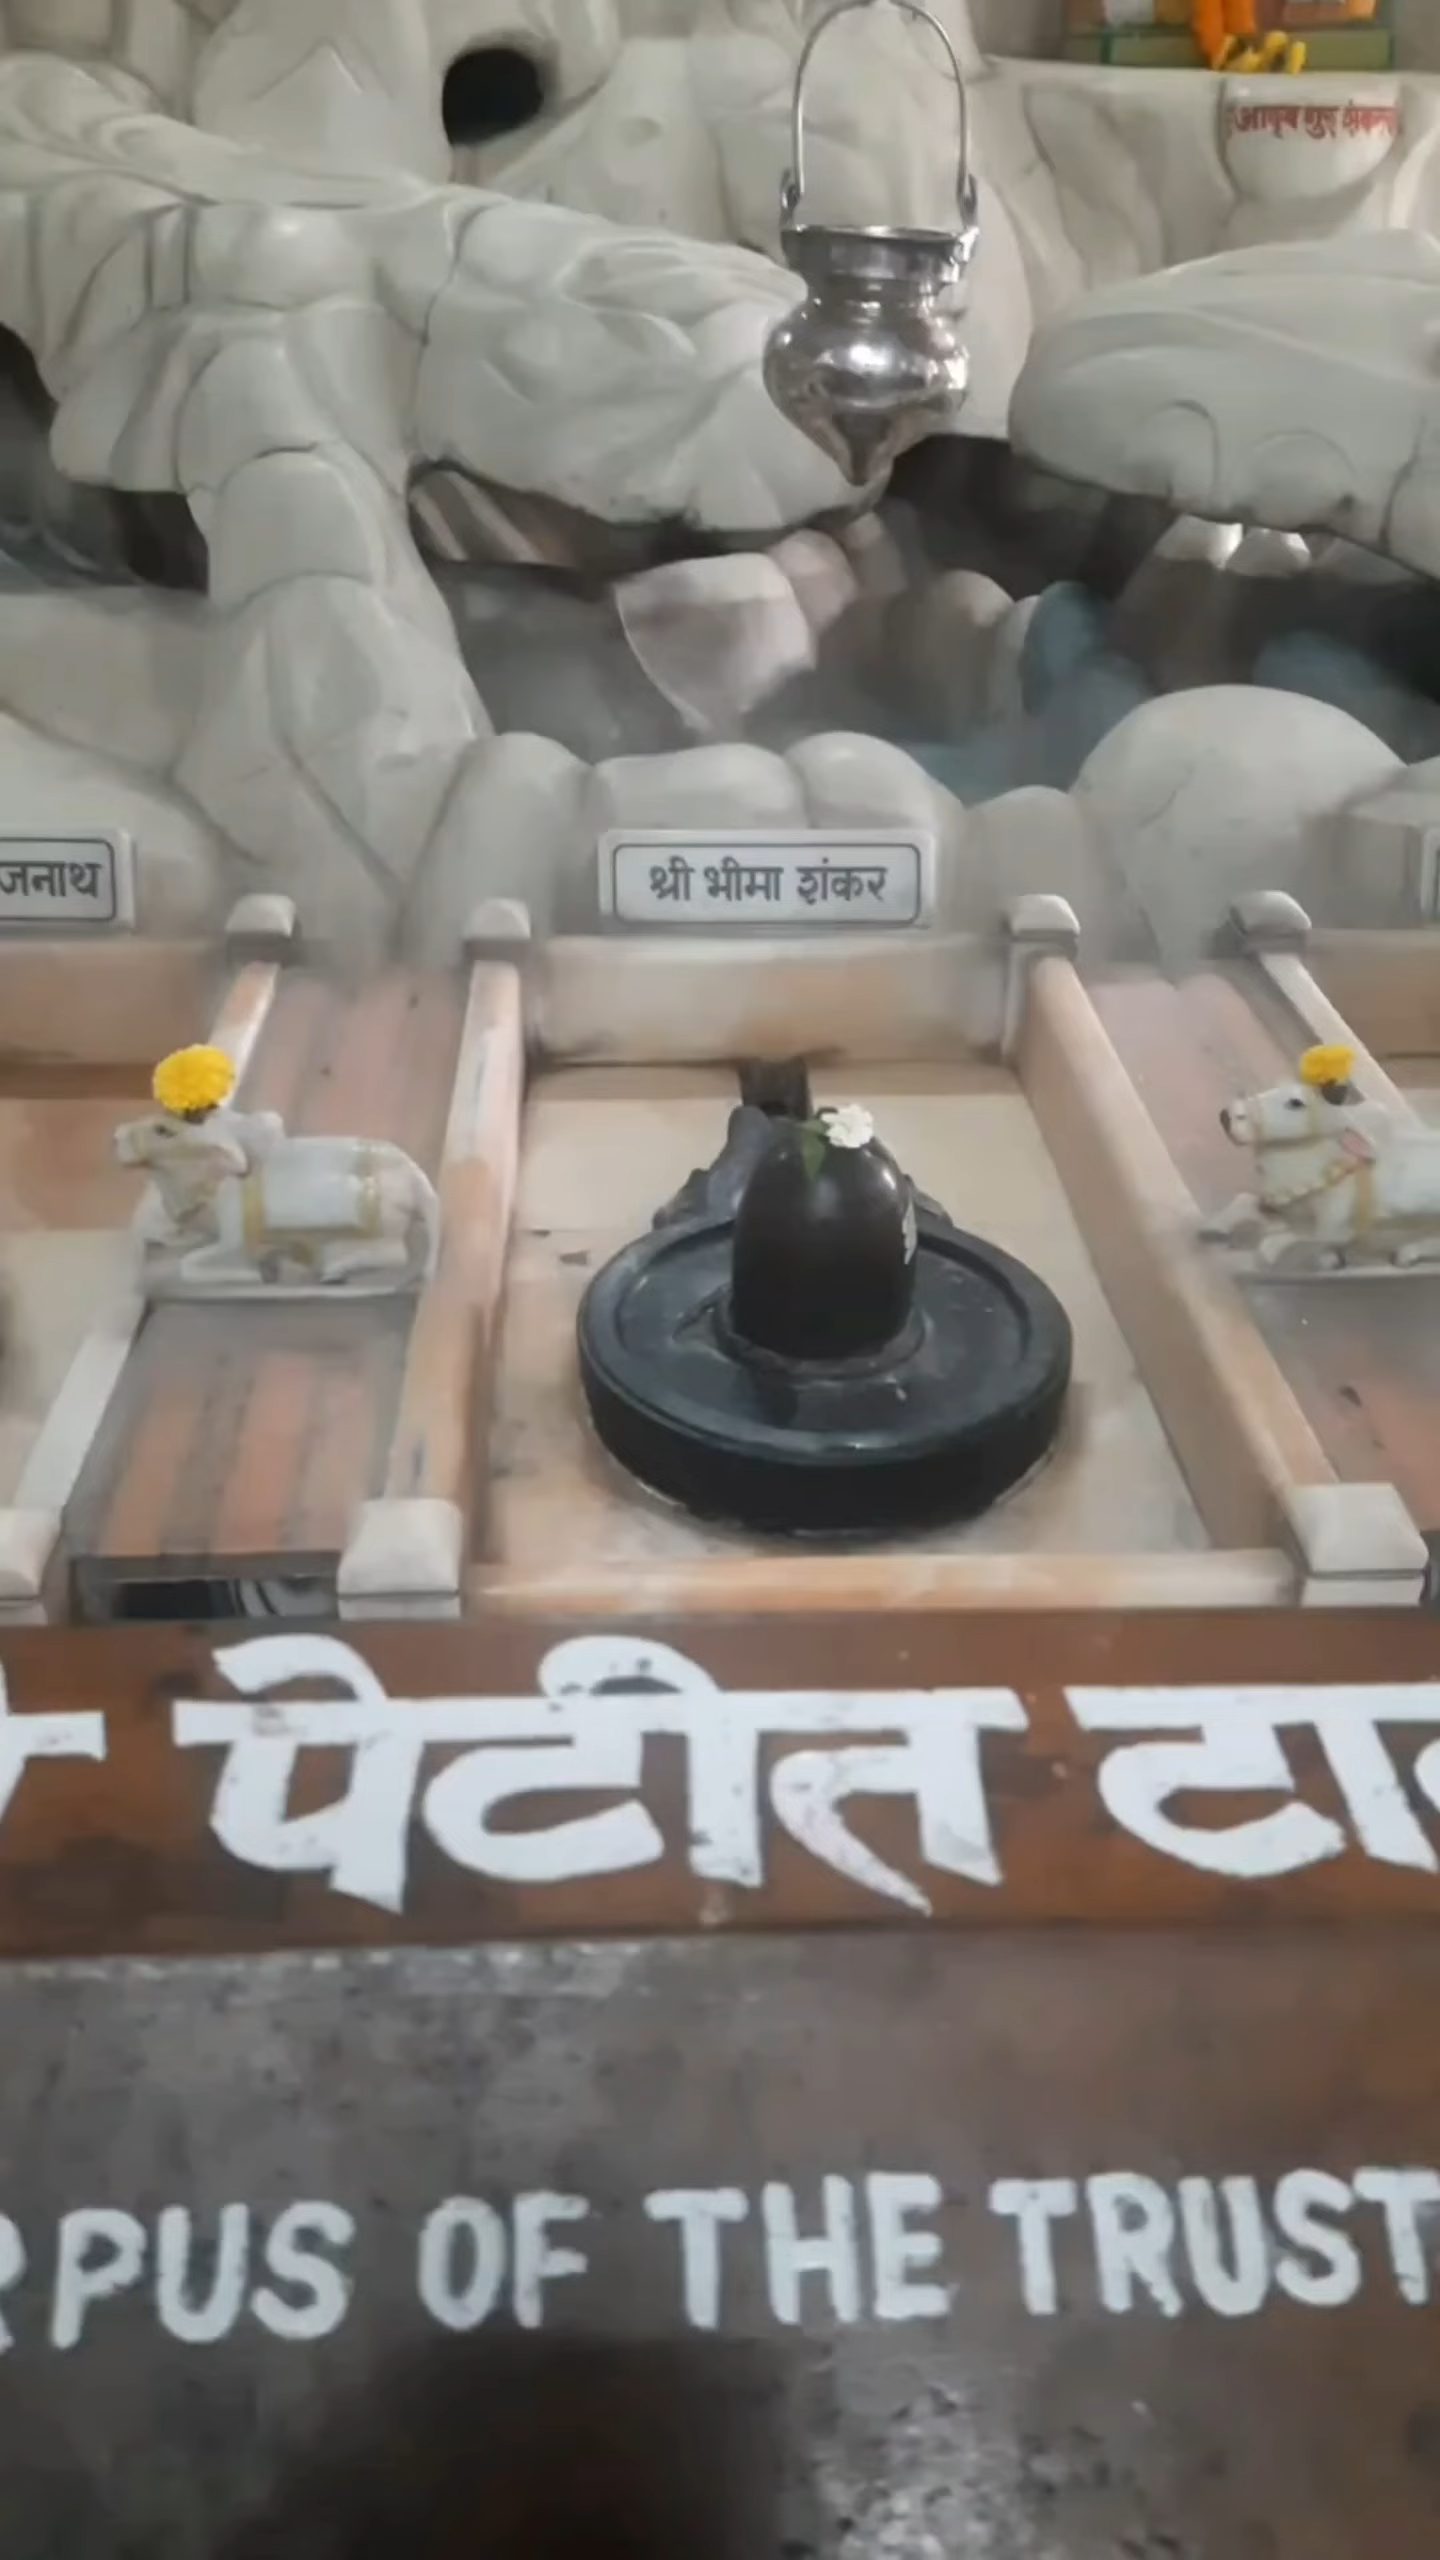 जनाथ
श्री भीमा शंकर
पेटीत टा
RPUS OF THE TRUST